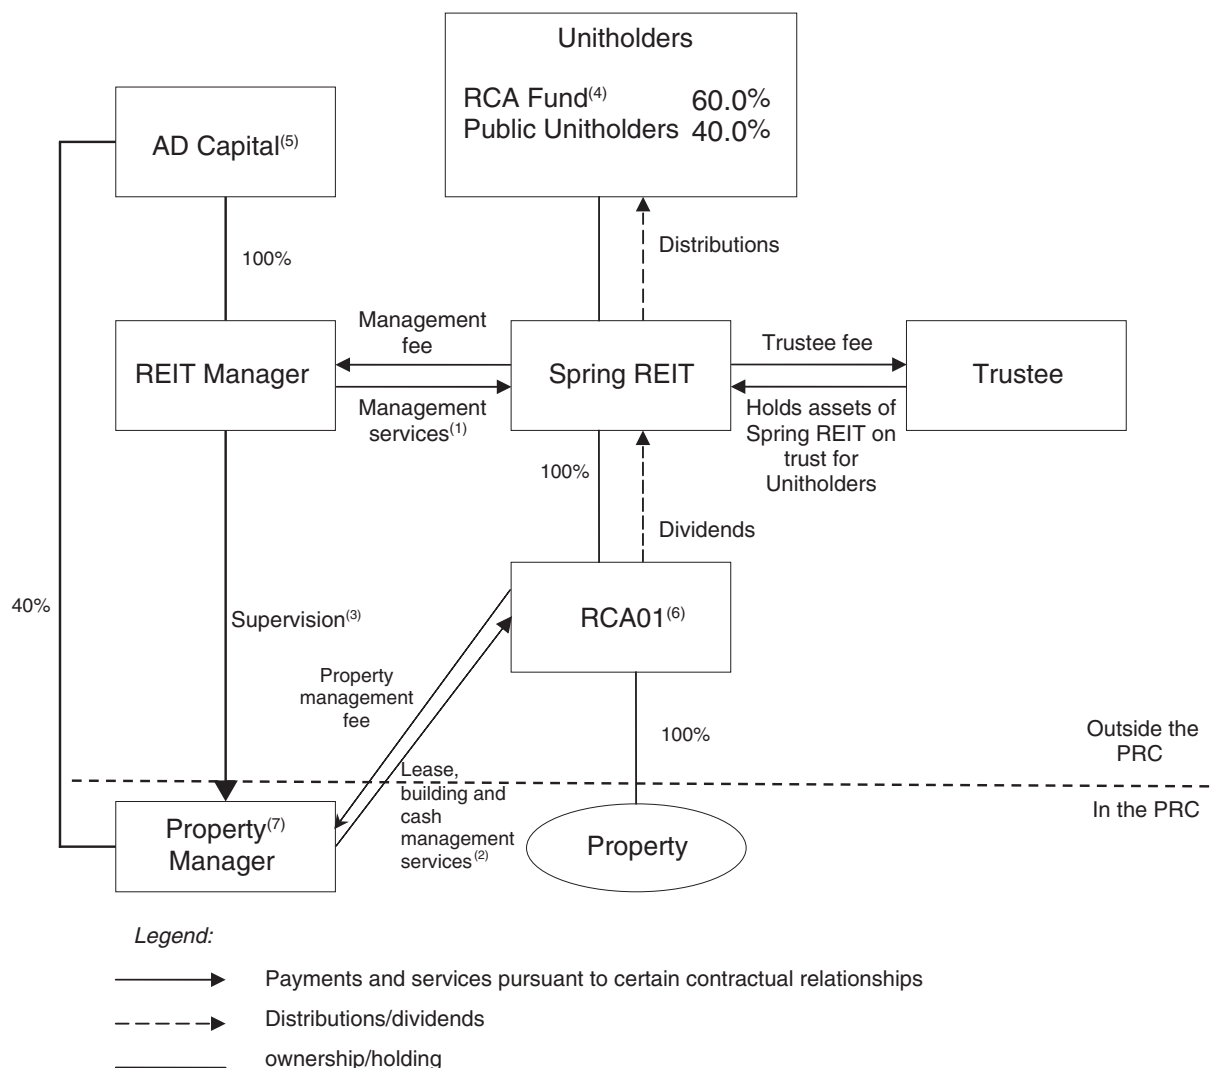 Unitholders
RCA Fund(4) 60.0%
Public Unitholders 40.0%
AD Capital(5)
Distributions
100%
Management
fee
Trustee fee
REIT Manager
Spring REIT
Trustee
Management
services(1)
Holds assets of
Spring REIT on
trust for
Unitholders
100%
Dividends
40%
Supervision(3)
RCA01(6)
Property
management
fee
100%
Outside the
PRC
Lease,
building and
cash
management
services(2)
In the PRC
Property(7)
Manager
Property
Legend:
Payments and services pursuant to certain contractual relationships
Distributions/dividends
ownership/holding